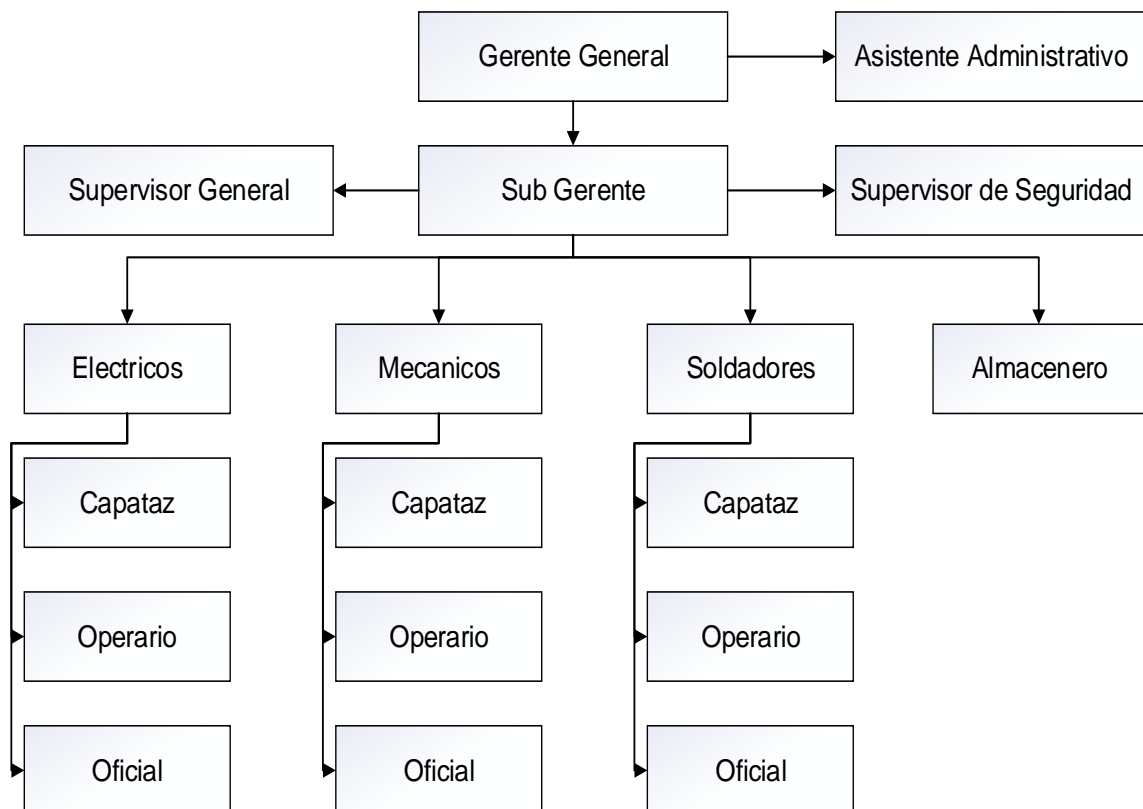 Gerente General
Asistente Administrativo
Supervisor General
Sub Gerente
Supervisor de Seguridad
Electricos
Mecanicos
Soldadores
Almacenero
Capataz
Capataz
Capataz
Operario
Operario
Operario
Oficial
Oficial
Oficial